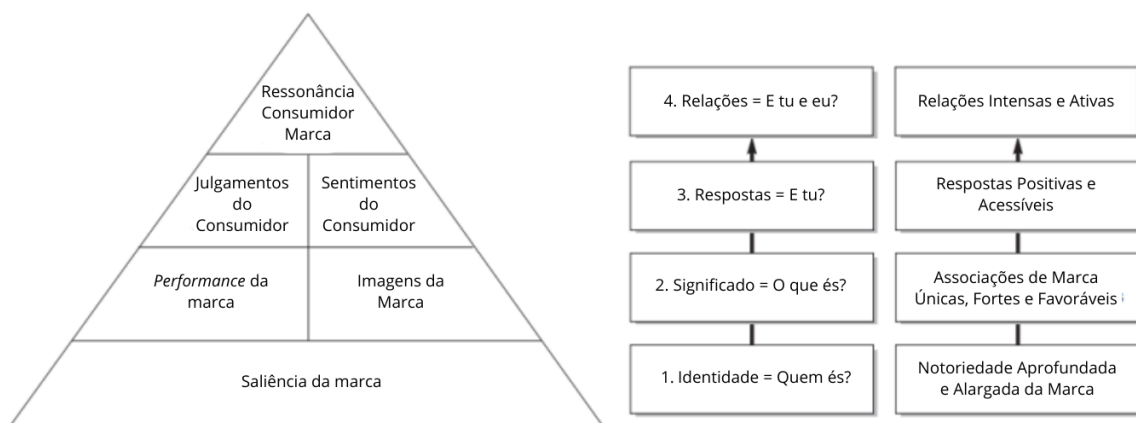 Ressonância
Consumidor
Marca
Julgamentos
do
Consumidor
Sentimentos
do
Consumidor
Performance da
marca
Imagens da
Marca
Saliência da marca
4. Relações = E tu e eu?
3. Respostas = E tu?
2. Significado = O que és?
1. Identidade = Quem és?
Relações Intensas e Ativas
Respostas Positivas e
Acessíveis
Associações de Marca
Únicas, Fortes e Favoráveis
Notoriedade Aprofundada
e Alargada da Marca